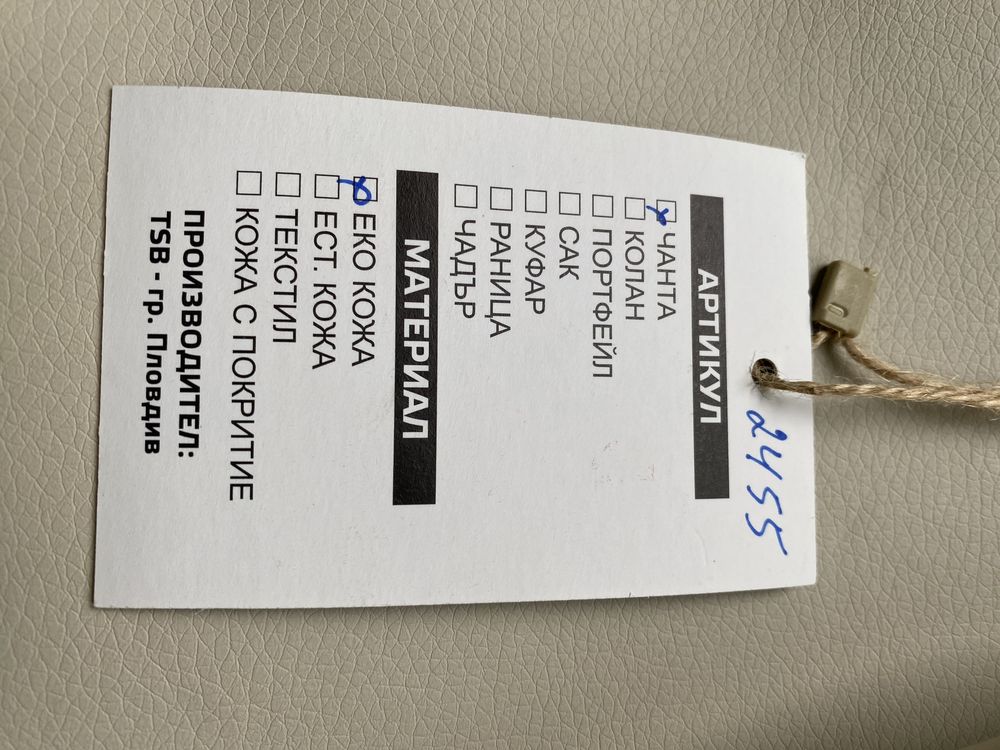 2455
АРТИКУЛ
☒ ЧАНТА
☐ КОЛАН
☐ ПОРТФЕЙЛ
☐ САК
☐ КУФАР
☐ РАНИЦА
☐ ЧАДЪР
МАТЕРИАЛ
☒ ЕКО КОЖА
☐ ЕСТ. КОЖА
☐ ТЕКСТИЛ
☐ КОЖА С ПОКРИТИЕ
ПРОИЗВОДИТЕЛ:
TSB - гр. Пловдив